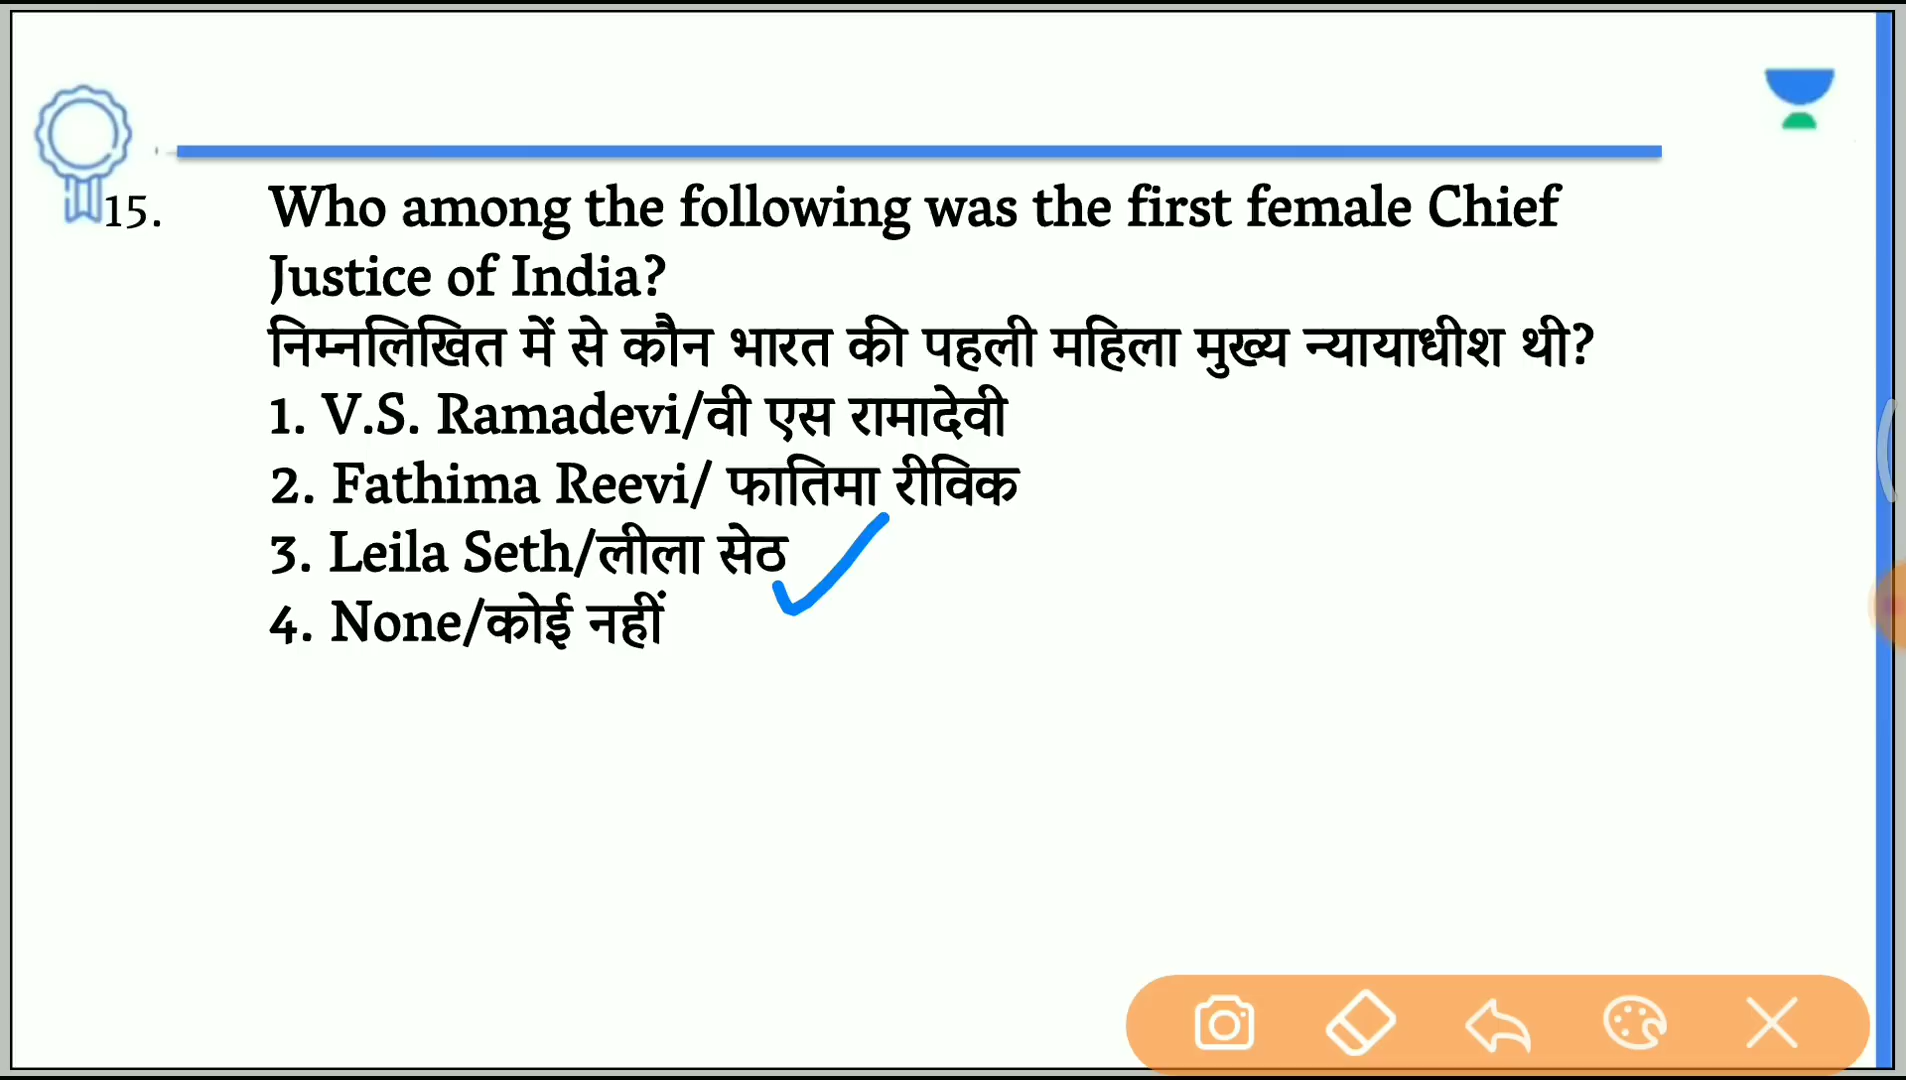 15. Who among the following was the first female Chief
Justice of India?
निम्नलिखित में से कौन भारत की पहली महिला मुख्य न्यायाधीश थी?
1. V.S. Ramadevi/वी एस रामादेवी
2. Fathima Reevi/ फातिमा रीविक
3. Leila Seth/लीला सेठ
4. None/कोई नहीं